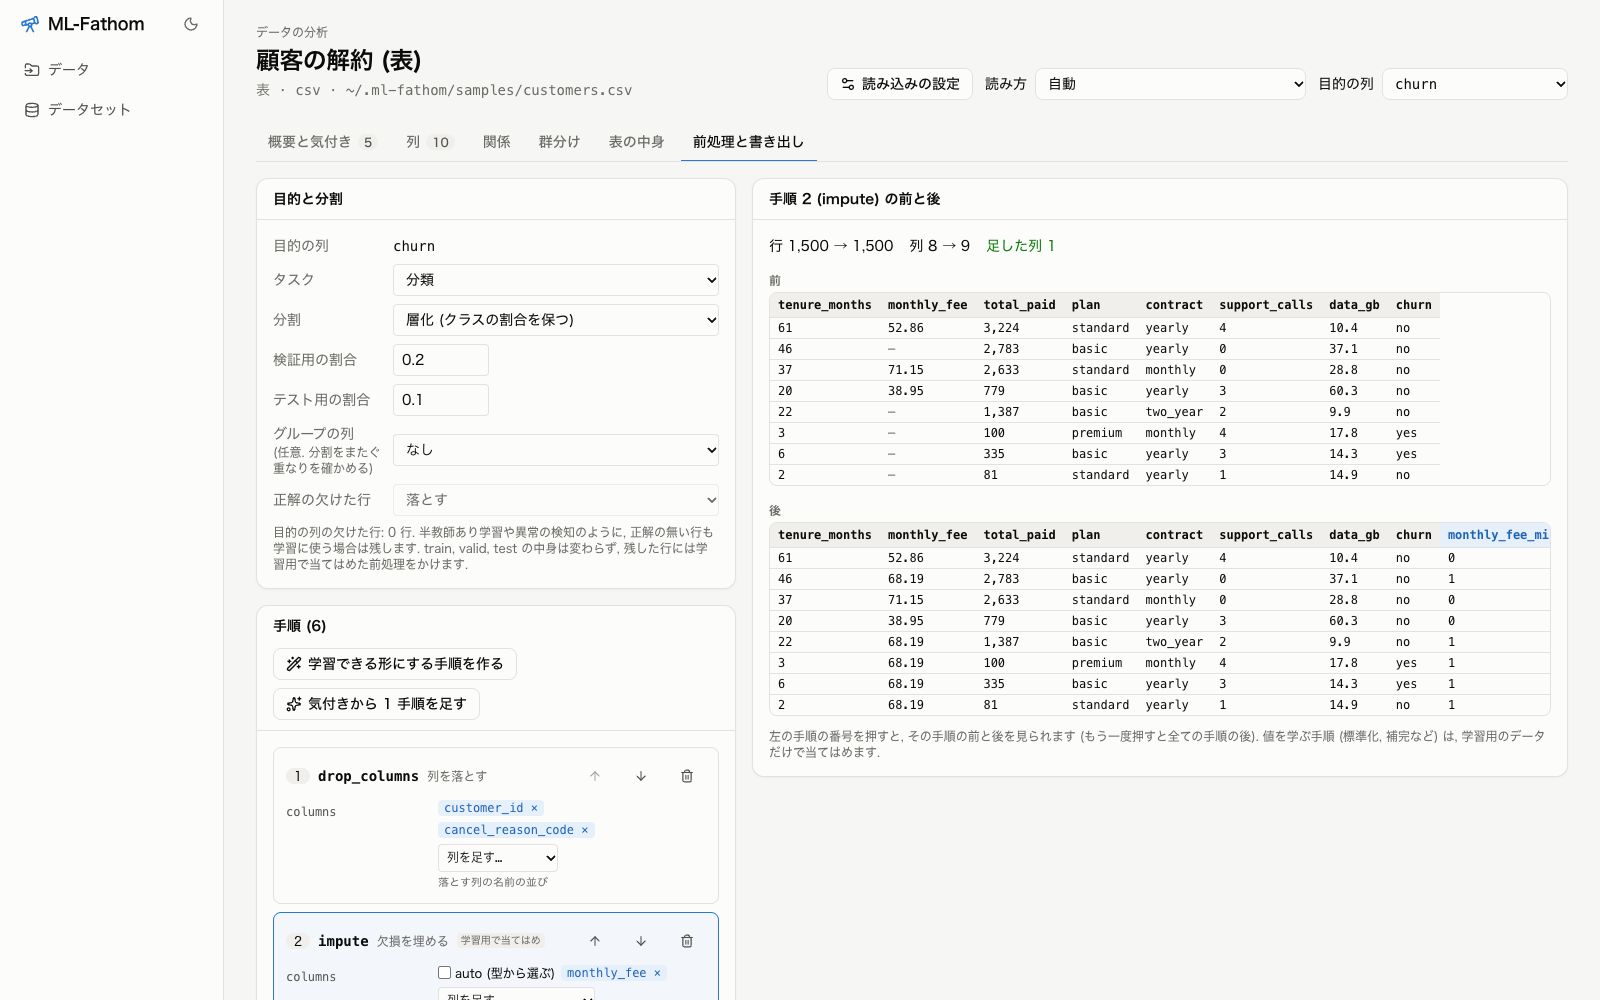 ML-Fathom
データ
データセット
データの分析
顧客の解約 (表)
表 · csv · ~/.ml-fathom/samples/customers.csv
読み込みの設定 読み方 自動 目的の列 churn
概要と気付き 5 列 10 関係 群分け 表の中身 前処理と書き出し
目的と分割
目的の列 churn
タスク 分類
分割 層化 (クラスの割合を保つ)
検証用の割合 0.2
テスト用の割合 0.1
グループの列
(任意. 分割をまたぐ
重なりを確かめる)
なし
正解の欠けた行 落とす
目的の列の欠けた行: 0 行. 半教師あり学習や異常の検知のように, 正解の無い行も
学習に使う場合は残します. train, valid, test の中身は変わらず, 残した行には学
習用で当てはめた前処理をかけます.
手順 (6)
学習できる形にする手順を作る
気付きから 1 手順を足す
1 drop_columns 列を落とす
columns customer_id ×
cancel_reason_code ×
列を足す…
落とす列の名前の並び
2 impute 欠損を埋める 学習用で当てはめ
columns auto (型から選ぶ) monthly_fee ×
列を足す…
手順 2 (impute) の前と後
行 1,500 → 1,500 列 8 → 9 足した列 1
前
tenure_months monthly_fee total_paid plan contract support_calls data_gb churn
61 52.86 3,224 standard yearly 4 10.4 no
46 — 2,783 basic yearly 0 37.1 no
37 71.15 2,633 standard monthly 0 28.8 no
20 38.95 779 basic yearly 3 60.3 no
22 — 1,387 basic two_year 2 9.9 no
3 — 100 premium monthly 4 17.8 yes
6 — 335 basic yearly 3 14.3 yes
2 — 81 standard yearly 1 14.9 no
後
tenure_months monthly_fee total_paid plan contract support_calls data_gb churn monthly_fee_mi
61 52.86 3,224 standard yearly 4 10.4 no 0
46 68.19 2,783 basic yearly 0 37.1 no 1
37 71.15 2,633 standard monthly 0 28.8 no 0
20 38.95 779 basic yearly 3 60.3 no 0
22 68.19 1,387 basic two_year 2 9.9 no 1
3 68.19 100 premium monthly 4 17.8 yes 1
6 68.19 335 basic yearly 3 14.3 yes 1
2 68.19 81 standard yearly 1 14.9 no 1
左の手順の番号を押すと, その手順の前と後を見られます (もう一度押すと全ての手順の後). 値を学ぶ手順 (標準化, 補完など) は, 学習用のデータ
だけで当てはめます.